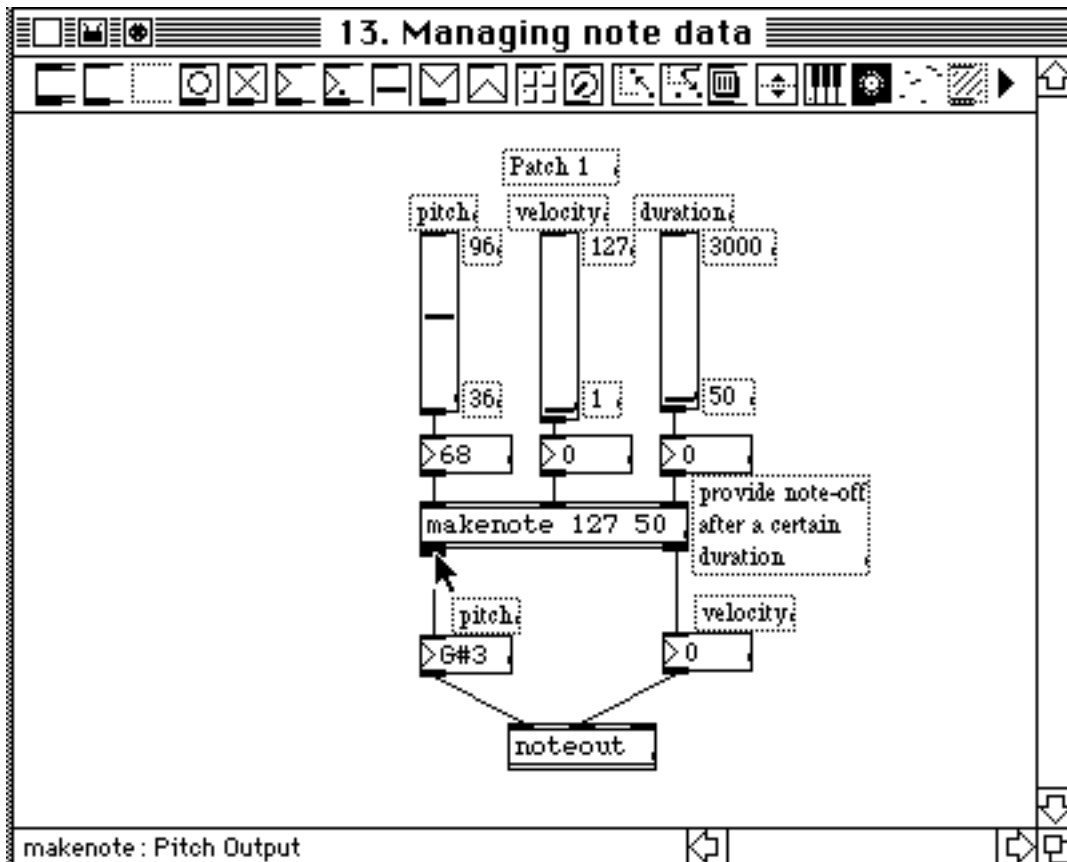 13. Managing note data
Patch 1
pitch velocity duration
96 127 3000
36 1 50
68 0 0
makenote 127 50
provide note-off
after a certain
duration
pitch velocity
G#3 0
noteout
makenote: Pitch Output